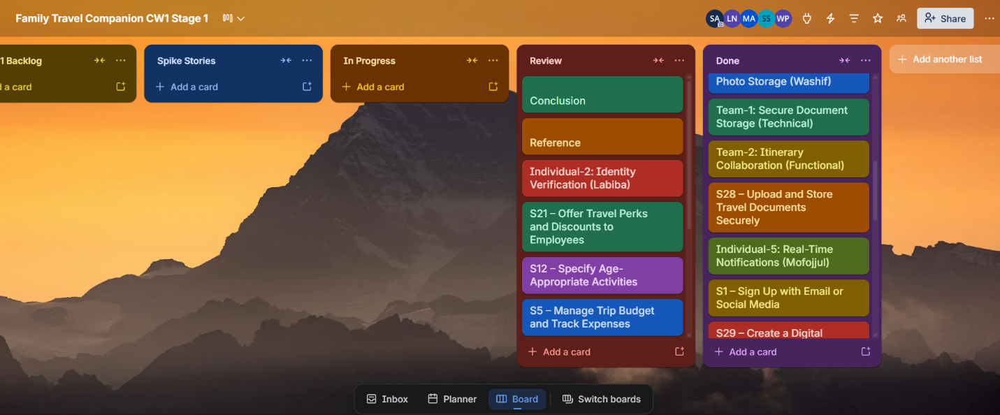 Family Travel Companion CW1 Stage 1
SA LN MA SS WP
Share
1 Backlog
d a card
Spike Stories
Add a card
In Progress
Add a card
Review
Conclusion
Reference
Individual-2: Identity
Verification (Labiba)
S21 – Offer Travel Perks
and Discounts to
Employees
S12 – Specify Age-
Appropriate Activities
S5 – Manage Trip Budget
and Track Expenses
Add a card
Done
Photo Storage (Washif)
Team-1: Secure Document
Storage (Technical)
Team-2: Itinerary
Collaboration (Functional)
S28 – Upload and Store
Travel Documents
Securely
Individual-5: Real-Time
Notifications (Mofojjul)
S1 – Sign Up with Email or
Social Media
S29 – Create a Digital
Add a card
Add another list
Inbox
Planner
Board
Switch boards